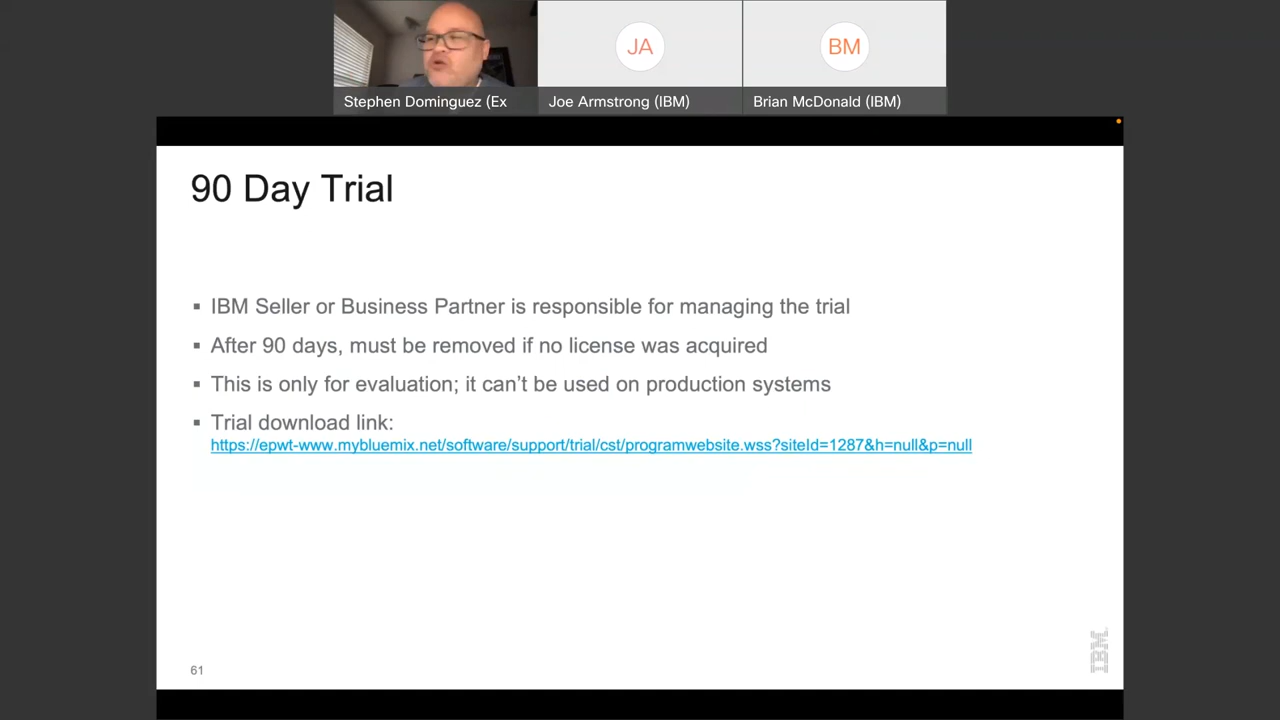 JA
BM
Stephen Dominguez (Ex
Joe Armstrong (IBM)
Brian McDonald (IBM)
90 Day Trial
▪ IBM Seller or Business Partner is responsible for managing the trial
▪ After 90 days, must be removed if no license was acquired
▪ This is only for evaluation; it can’t be used on production systems
▪ Trial download link:
https://epwt-www.mybluemix.net/software/support/trial/cst/programwebsite.wss?siteId=1287&h=null&p=null
61
IBM